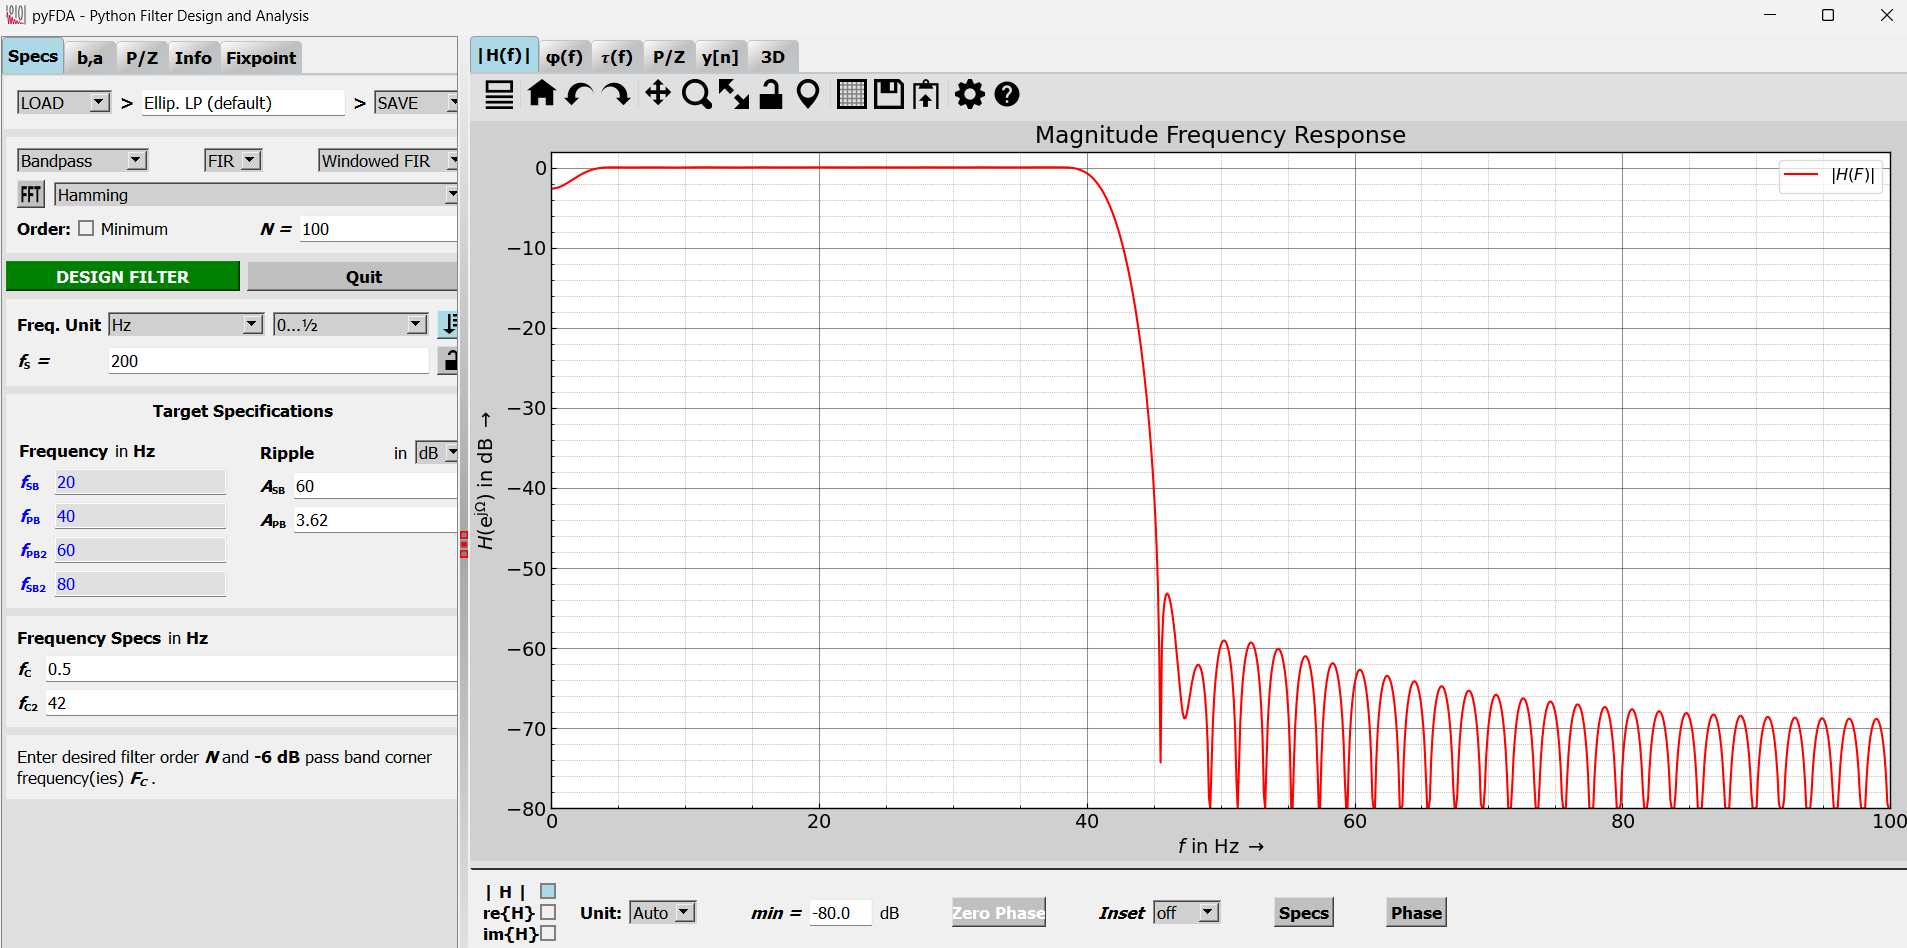 pyFDA - Python Filter Design and Analysis
Specs b,a P/Z Info Fixpoint
LOAD > Ellip. LP (default) > SAVE
Bandpass FIR Windowed FIR
FFT Hamming
Order: Minimum N = 100
DESIGN FILTER Quit
Freq. Unit Hz 0...½
fS = 200
Target Specifications
Frequency in Hz Ripple in dB
fSB 20 ASB 60
fPB 40 APB 3.62
fPB2 60
fSB2 80
Frequency Specs in Hz
fC 0.5
fC2 42
Enter desired filter order N and -6 dB pass band corner
frequency(ies) FC .
|H(f)| φ(f) τ(f) P/Z y[n] 3D
Magnitude Frequency Response
|H(F)|
H(e^jΩ) in dB →
0
−10
−20
−30
−40
−50
−60
−70
−80
0 20 40 60 80 100
f in Hz →
| H |
re{H}
im{H}
Unit: Auto min = -80.0 dB Zero Phase Inset off Specs Phase